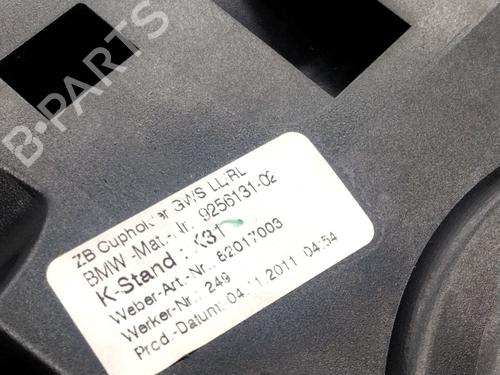 B-PARTS
ZB Cupholder GWS LL/RL
BMW -Mat.-Nr. 9256131-02
K-Stand : K31
Weber-Art.-Nr.: 82017003
Werker-Nr.: 249
Prod.-Datum: 04.11.2011 04:54